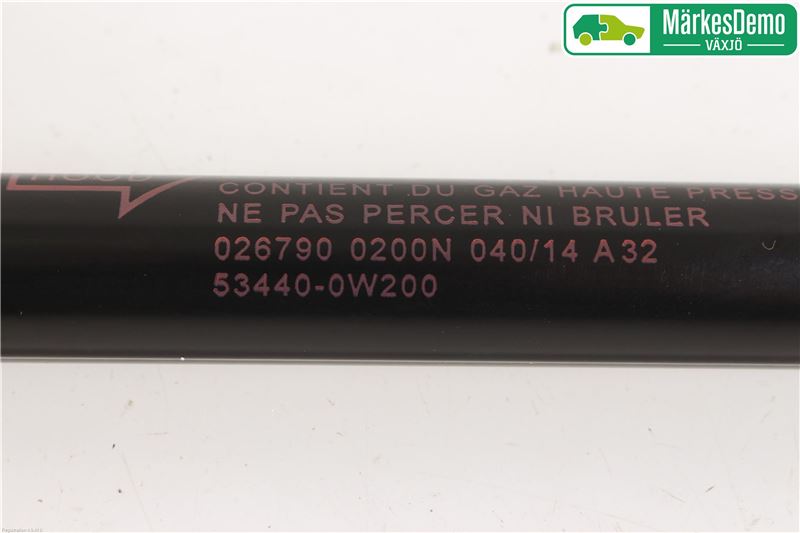 MärkesDemo
VÄXJÖ
HOOD
CONTIENT DU GAZ HAUTE PRESS
NE PAS PERCER NI BRULER
026790 0200N 040/14 A32
53440-0W200